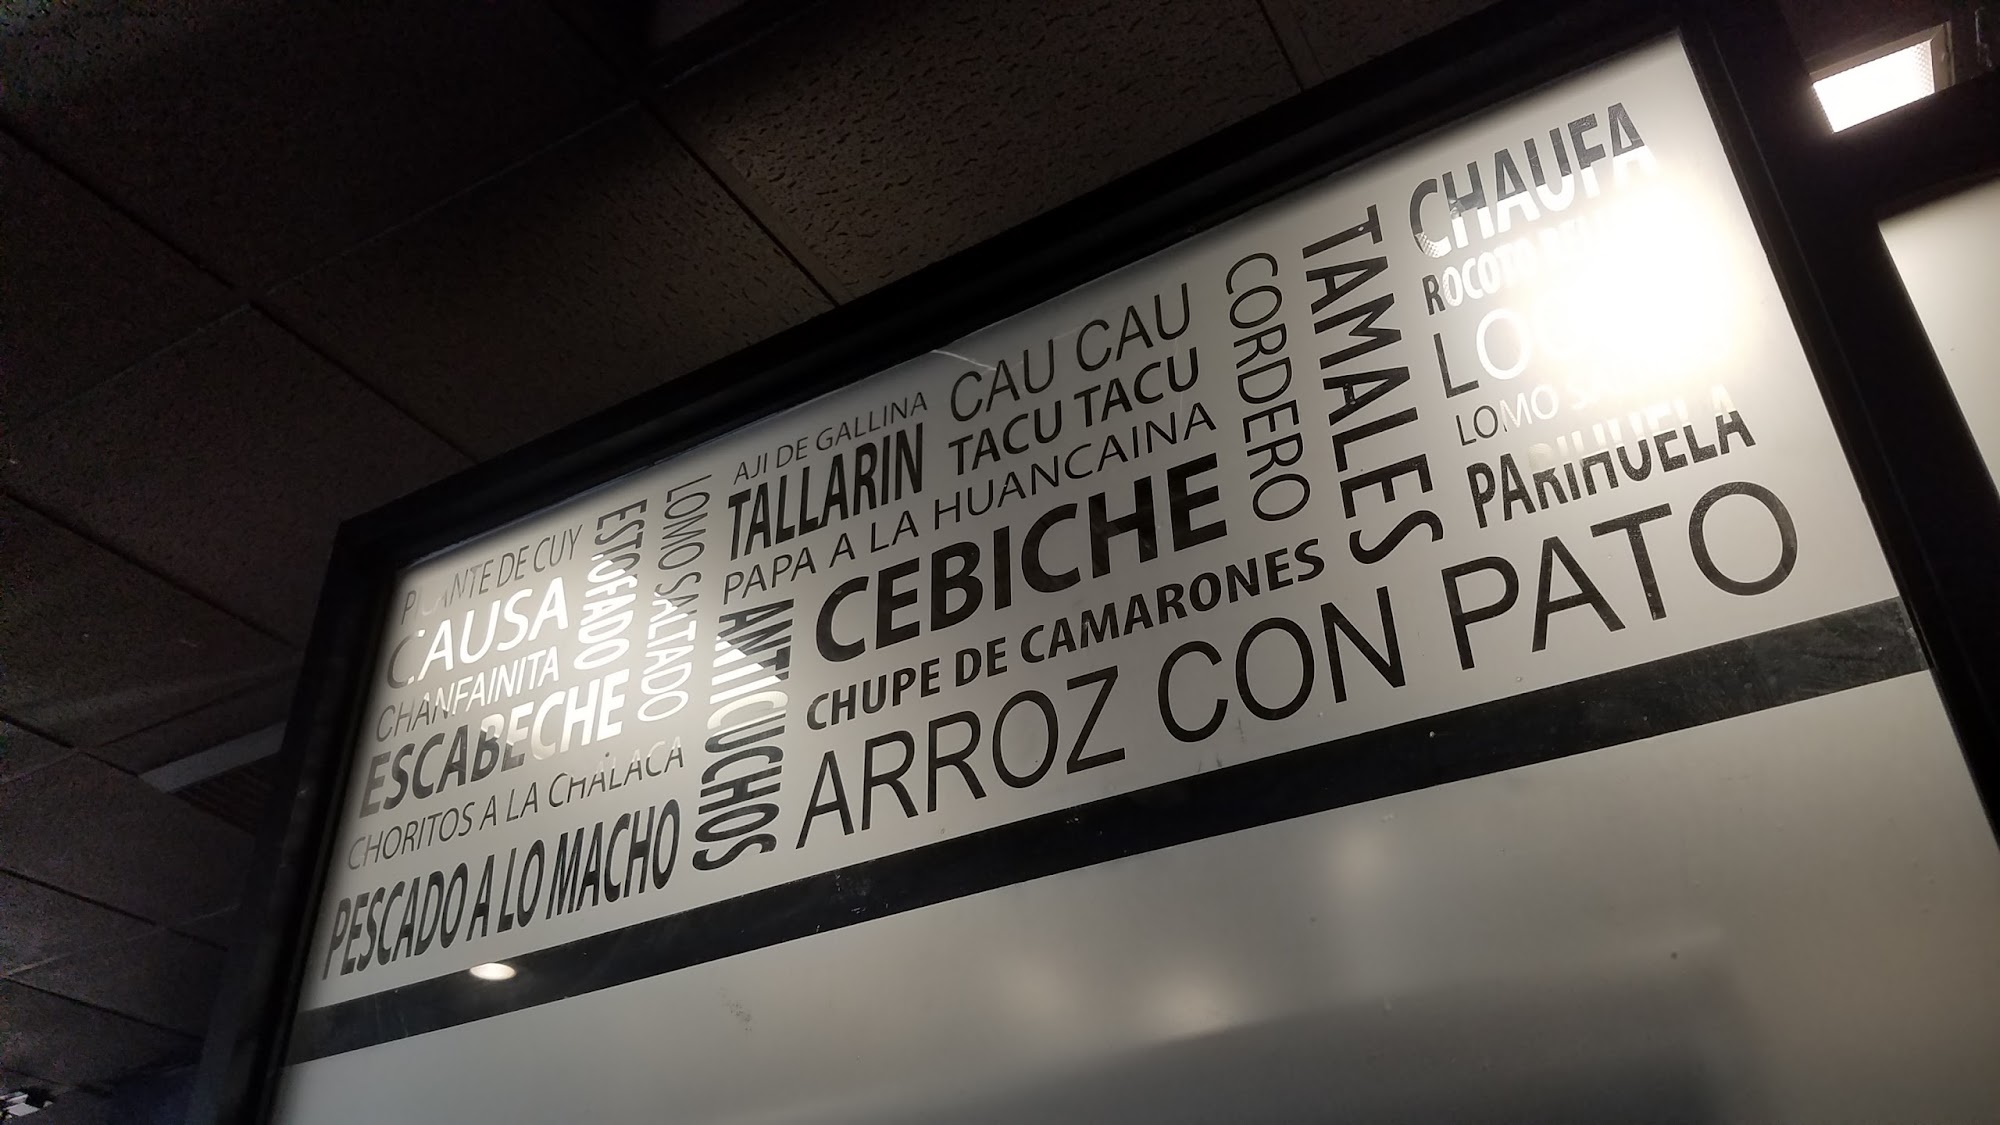 PICANTE DE CUY
CAUSA
CHANFAINITA
ESTOFADO
LOMO SALTADO
ESCABECHE
CHORITOS A LA CHALACA
PESCADO A LO MACHO
AJI DE GALLINA
TALLARIN
PAPA A LA HUANCAINA
ANTICUCHOS
CAU CAU
TACU TACU
CEBICHE
CHUPE DE CAMARONES
ARROZ CON PATO
CORDERO
TAMALES
CHAUFA
ROCOTO
LOMO
PARIHUELA